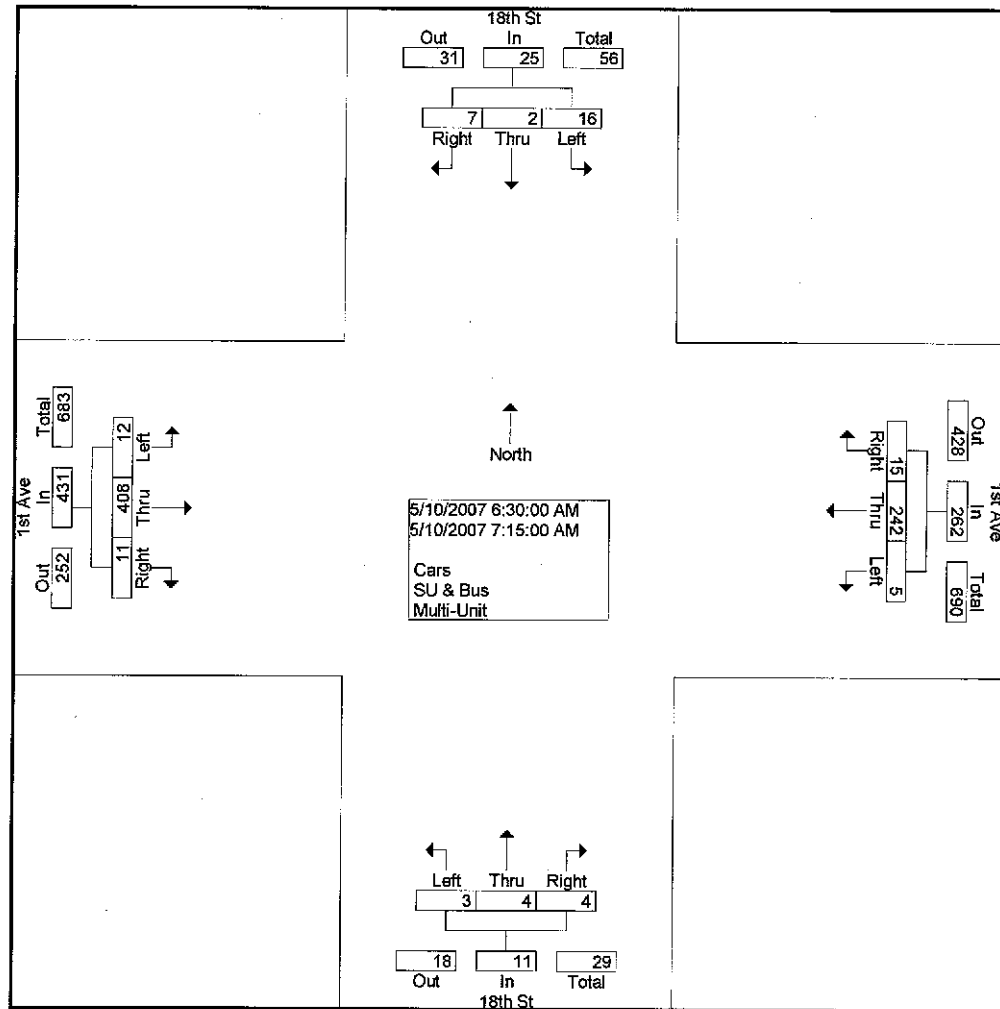 18th St
Out In Total
31 25 56
7 2 16
Right Thru Left
North
5/10/2007 6:30:00 AM
5/10/2007 7:15:00 AM
Cars
SU & Bus
Multi-Unit
1st Ave
Out In Total
252 431 683
Left Thru Right
12 408 11
1st Ave
Out In Total
428 262 690
Right Thru Left
15 242 5
Left Thru Right
3 4 4
18 11 29
Out In Total
18th St